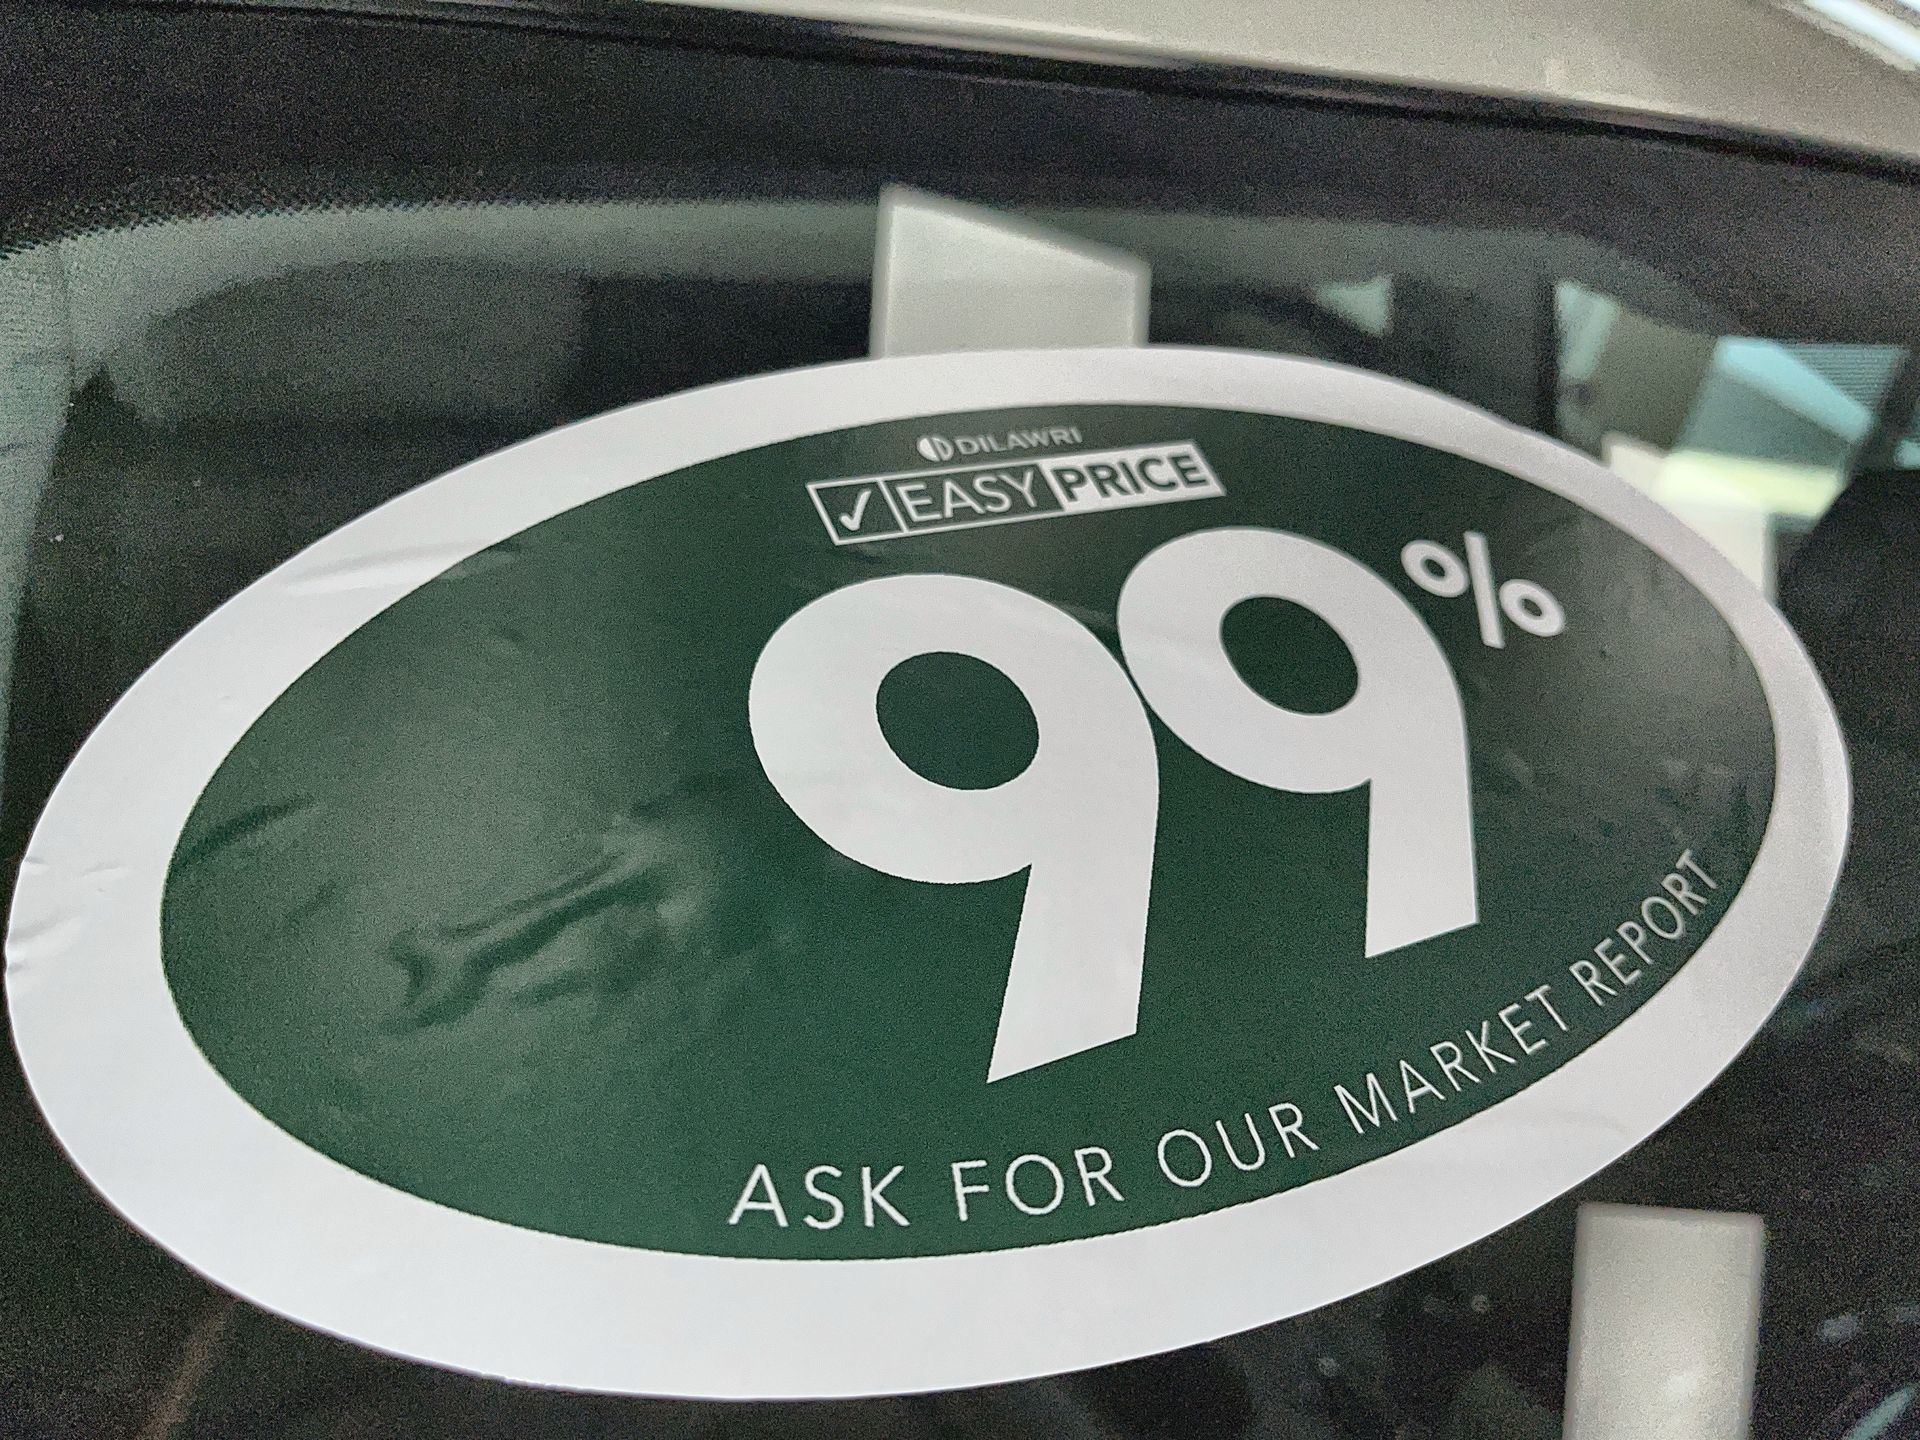 DILAWRI
✓ EASY PRICE
99%
ASK FOR OUR MARKET REPORT